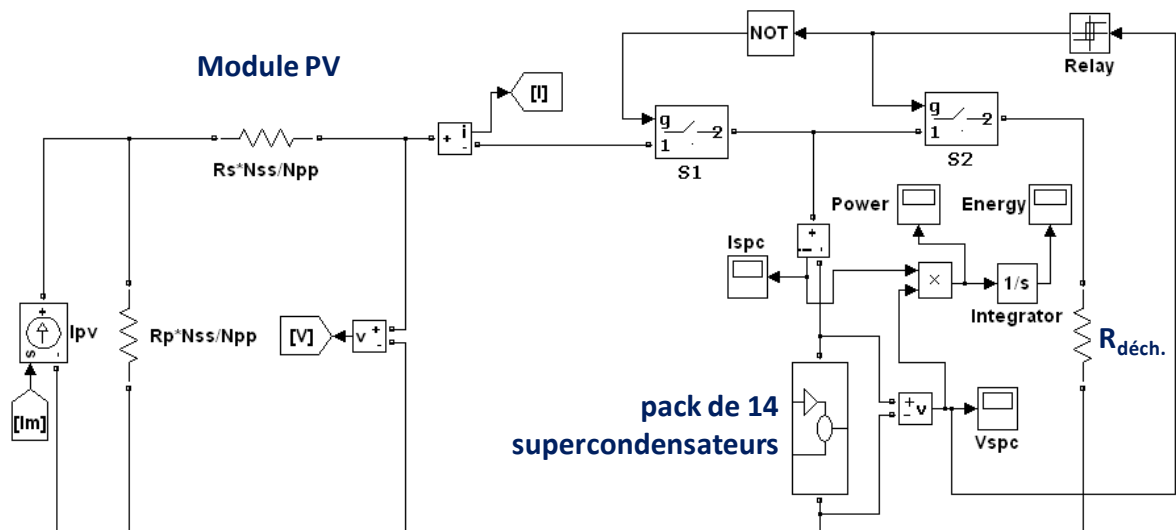 Module PV
[I]
NOT
Relay
+ i
-
g
1 2
S1
g
1 2
S2
Rs*Nss/Npp
Power
Energy
Ispc
+
i -
×
1/s
Integrator
+
s -
Ipv
Rp*Nss/Npp
[V]
v +
-
R déch.
[Im]
pack de 14
supercondensateurs
+
- v
Vspc